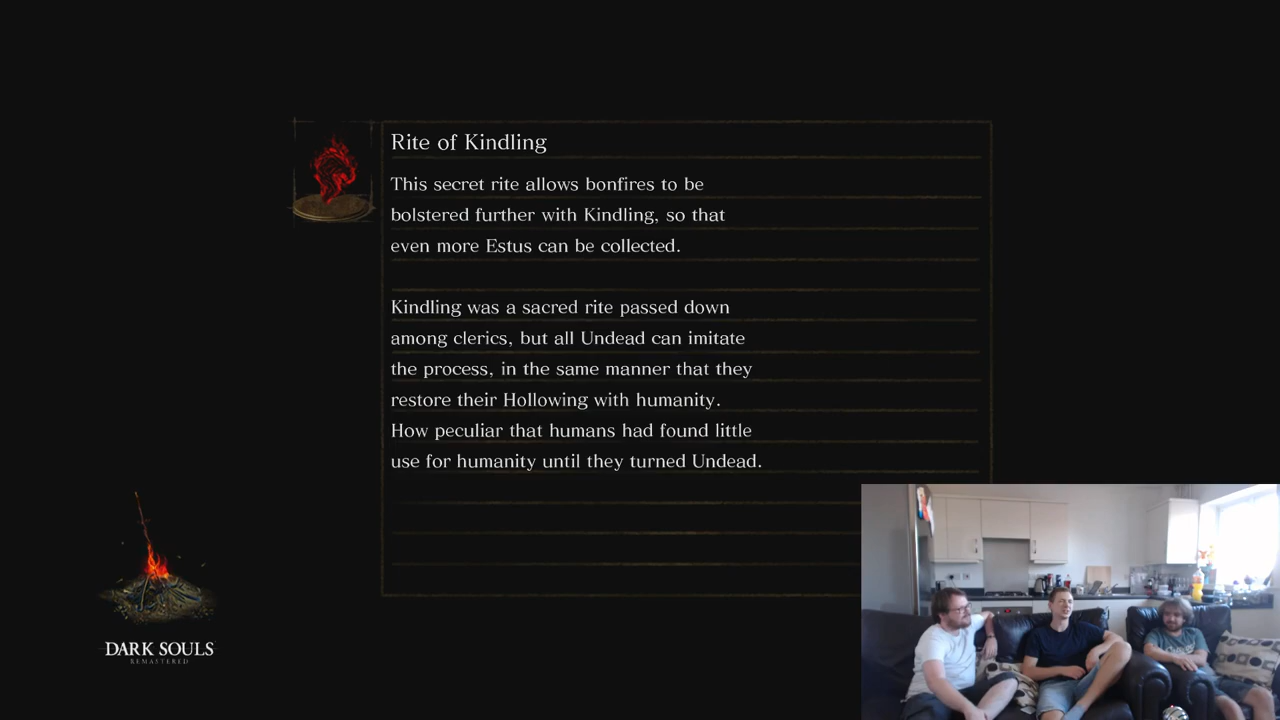 Rite of Kindling
This secret rite allows bonfires to be
bolstered further with Kindling, so that
even more Estus can be collected.
Kindling was a sacred rite passed down
among clerics, but all Undead can imitate
the process, in the same manner that they
restore their Hollowing with humanity.
How peculiar that humans had found little
use for humanity until they turned Undead.
DARK SOULS
REMASTERED